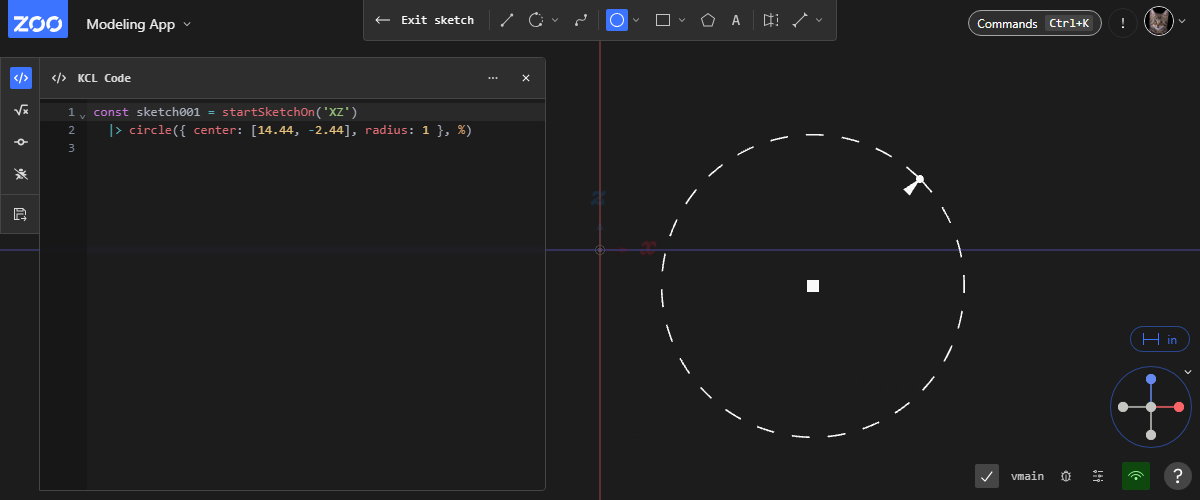 ZOO
Modeling App
Exit sketch
A
Commands Ctrl+K
!
</> KCL Code
1 const sketch001 = startSketchOn('XZ')
2 |> circle({ center: [14.44, -2.44], radius: 1 }, %)
3
z
x
in
vmain
?